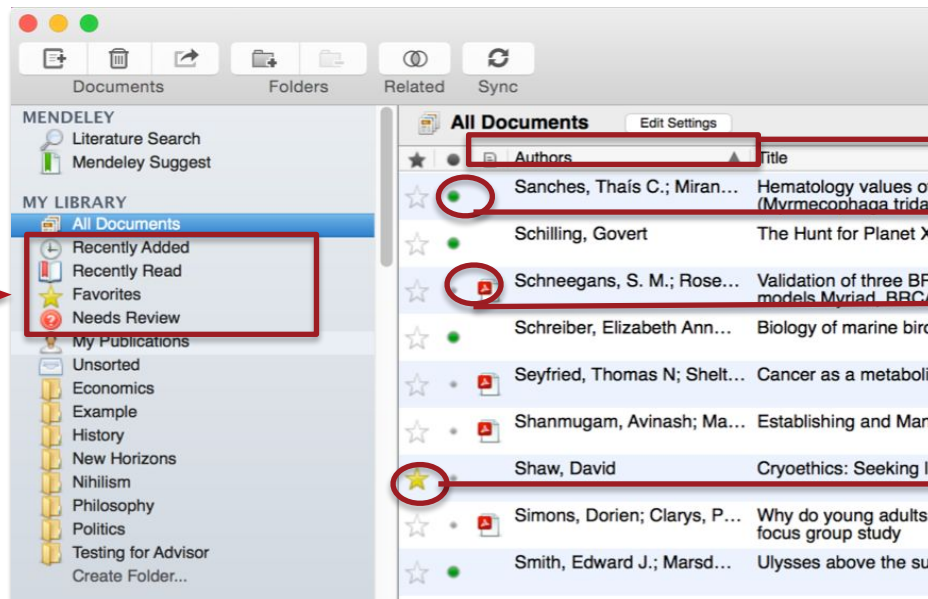 Documents Folders Related Sync
MENDELEY
Literature Search
Mendeley Suggest
MY LIBRARY
All Documents
Recently Added
Recently Read
Favorites
Needs Review
My Publications
Unsorted
Economics
Example
History
New Horizons
Nihilism
Philosophy
Politics
Testing for Advisor
Create Folder...
All Documents Edit Settings
Authors Title
Sanches, Thaís C.; Miran... Hematology values of
(Myrmecophaga trida
Schilling, Govert The Hunt for Planet X
Schneegans, S. M.; Rose... Validation of three BR
models Myriad, BRCA
Schreiber, Elizabeth Ann... Biology of marine bird
Seyfried, Thomas N; Shelt... Cancer as a metaboli
Shanmugam, Avinash; Ma... Establishing and Man
Shaw, David Cryoethics: Seeking l
Simons, Dorien; Clarys, P... Why do young adults
focus group study
Smith, Edward J.; Marsd... Ulysses above the su